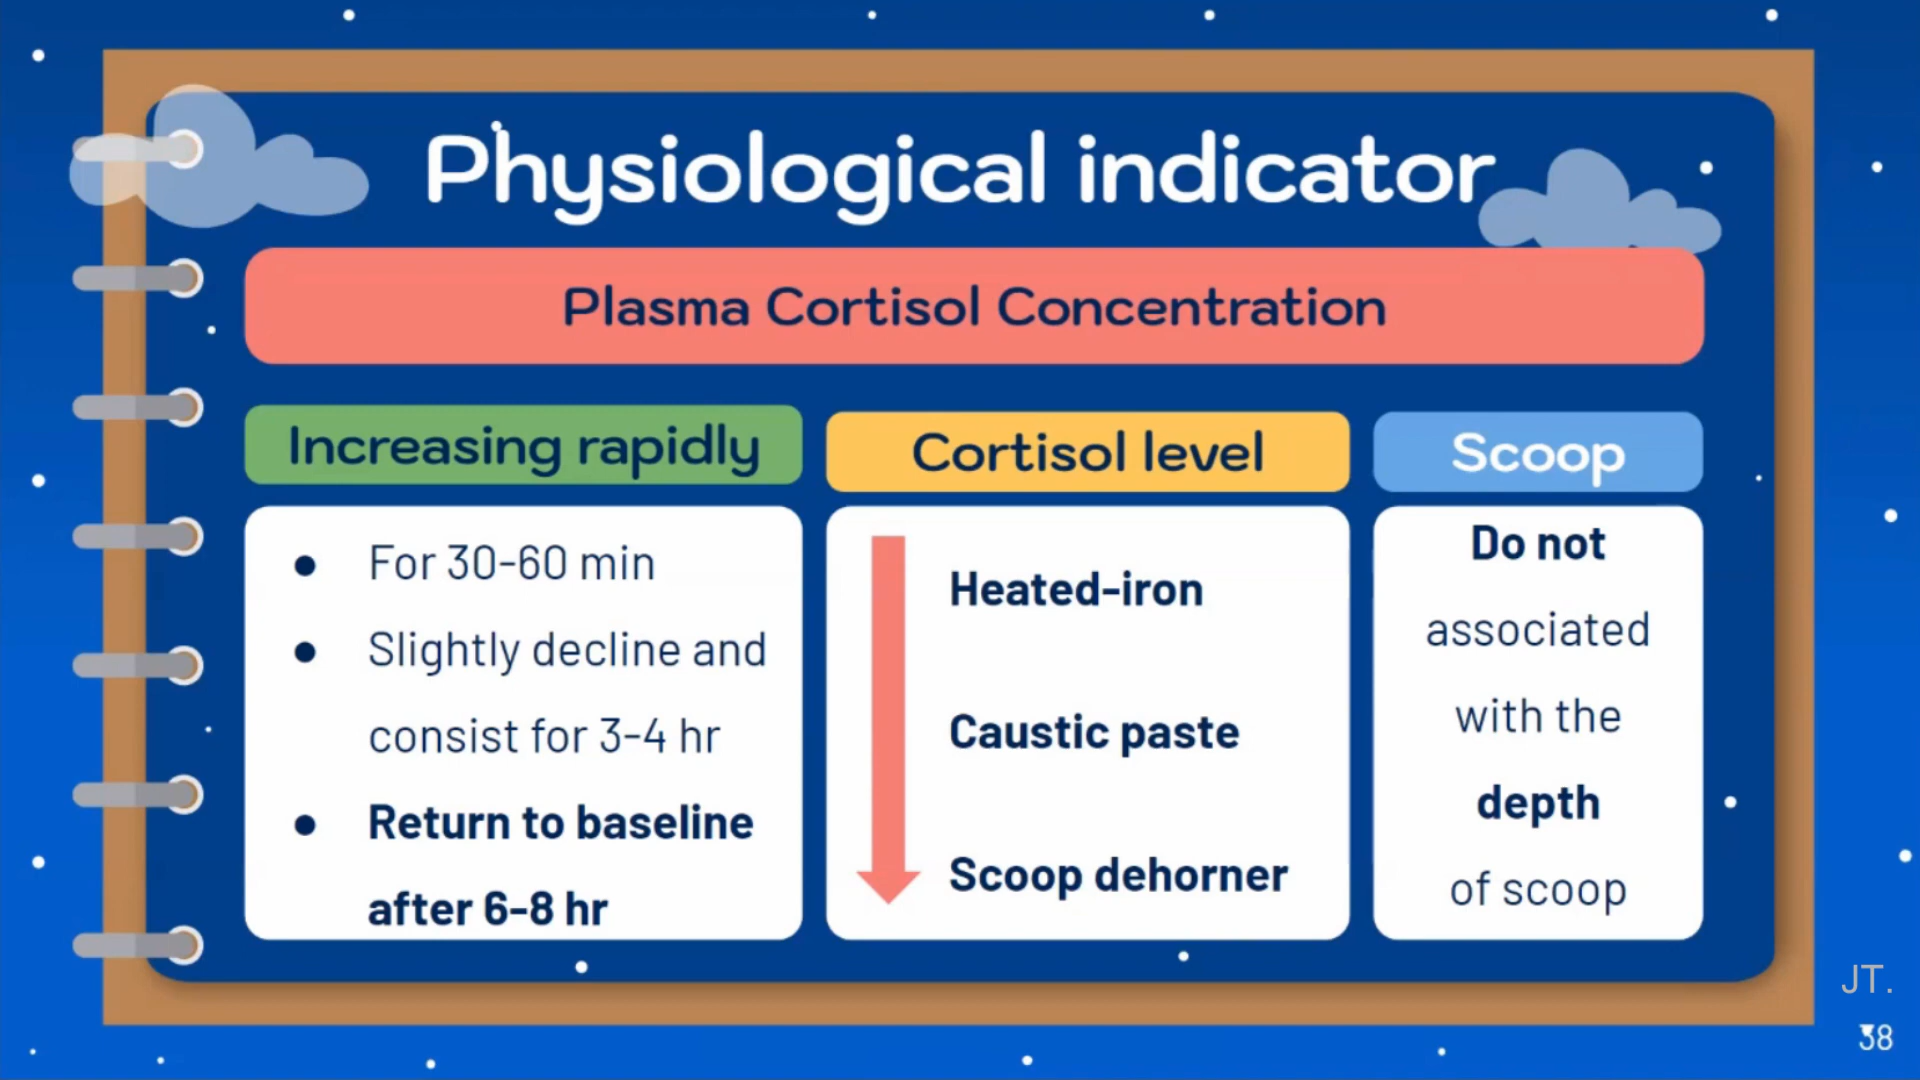 Physiological indicator
Plasma Cortisol Concentration
Increasing rapidly
● For 30-60 min
● Slightly decline and
consist for 3-4 hr
● Return to baseline
after 6-8 hr
Cortisol level
Heated-iron
Caustic paste
Scoop dehorner
Scoop
Do not
associated
with the
depth
of scoop
JT.
38